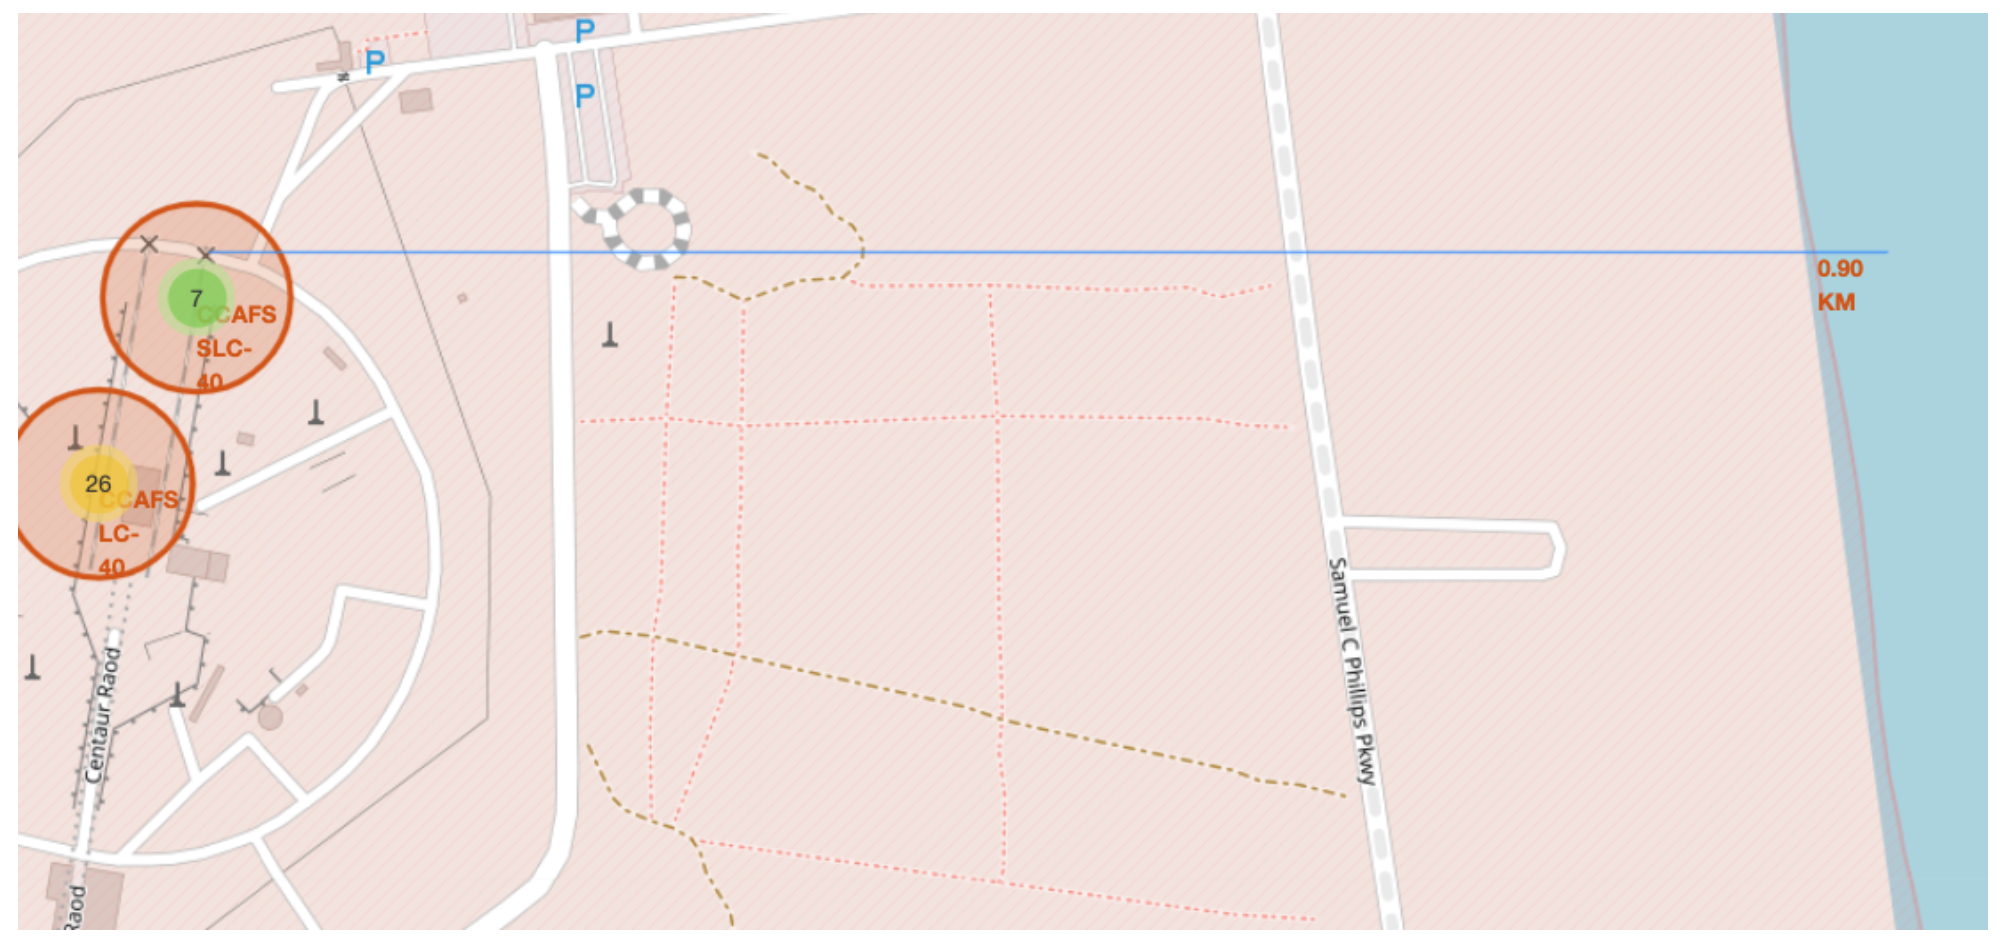 P
P
P
7
CCAFS
SLC-
40
0.90
KM
26
CCAFS
LC-
40
Samuel C Phillips Pkwy
Centaur Raod
Raod